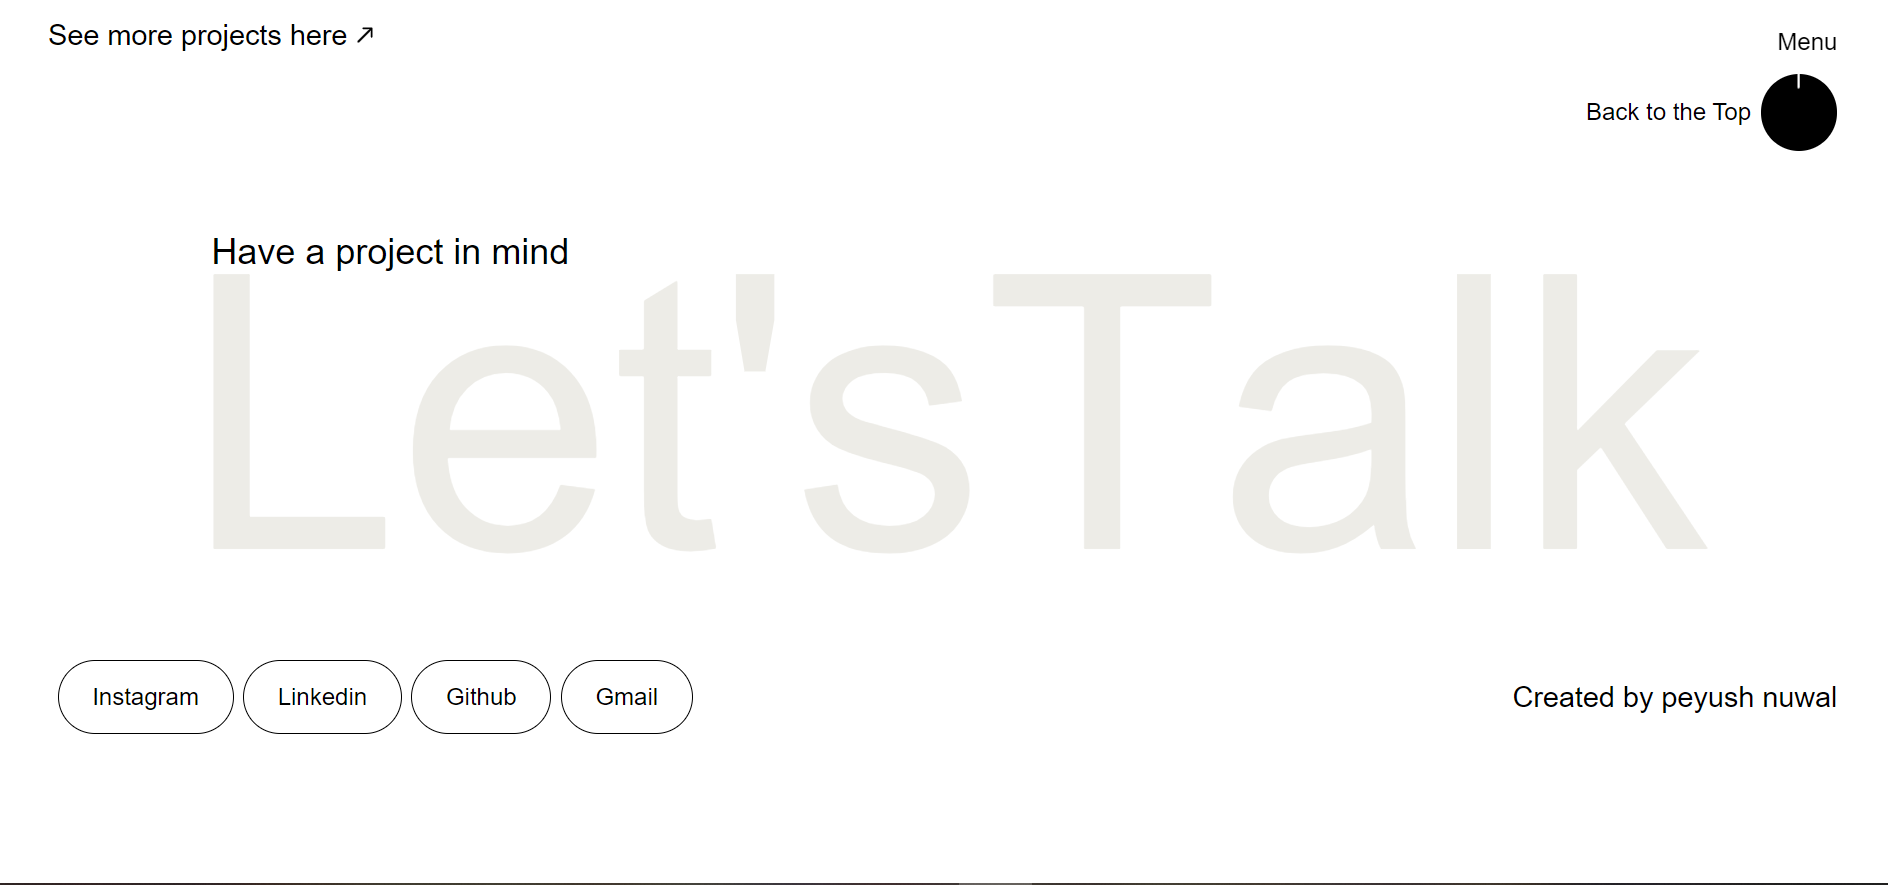 See more projects here ↗
Menu
Back to the Top
Have a project in mind
Let'sTalk
Instagram
Linkedin
Github
Gmail
Created by peyush nuwal